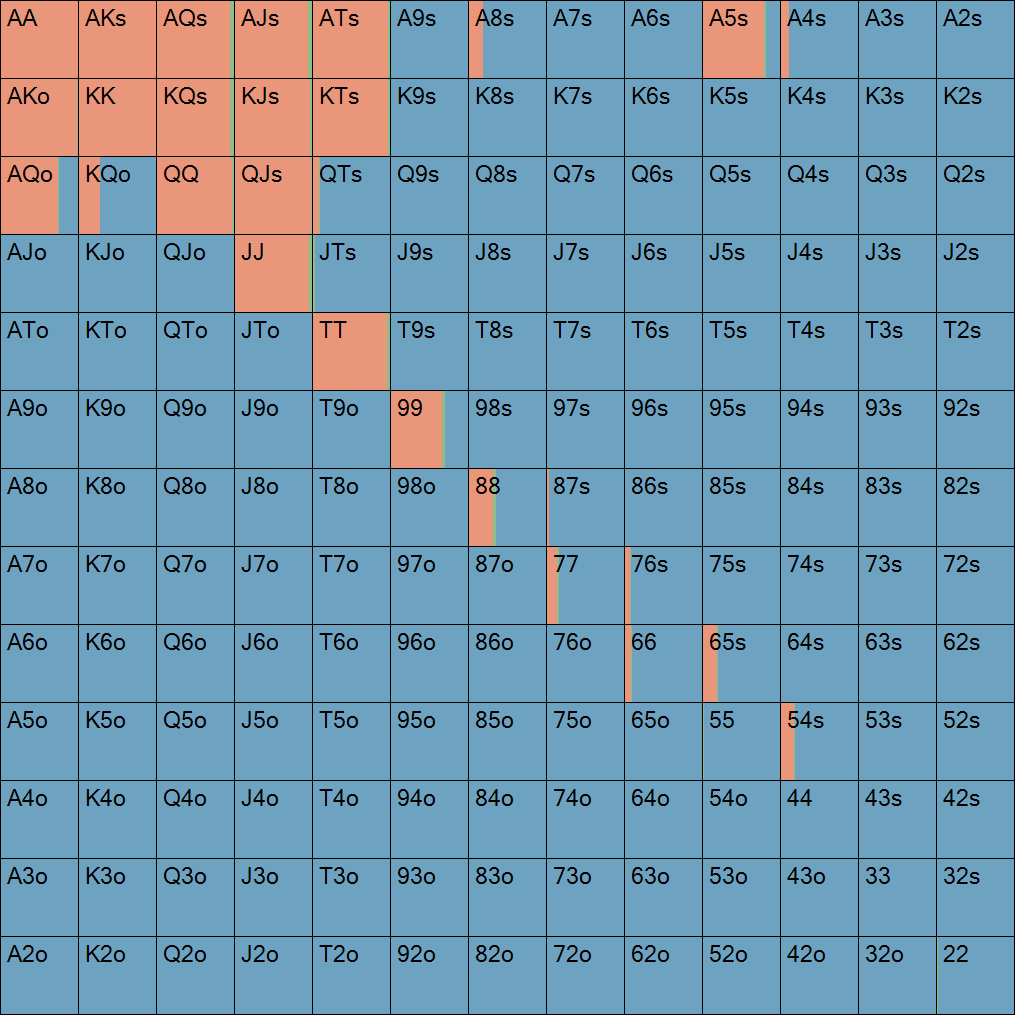 AA AKs AQs AJs ATs A9s A8s A7s A6s A5s A4s A3s A2s
AKo KK KQs KJs KTs K9s K8s K7s K6s K5s K4s K3s K2s
AQo KQo QQ QJs QTs Q9s Q8s Q7s Q6s Q5s Q4s Q3s Q2s
AJo KJo QJo JJ JTs J9s J8s J7s J6s J5s J4s J3s J2s
ATo KTo QTo JTo TT T9s T8s T7s T6s T5s T4s T3s T2s
A9o K9o Q9o J9o T9o 99 98s 97s 96s 95s 94s 93s 92s
A8o K8o Q8o J8o T8o 98o 88 87s 86s 85s 84s 83s 82s
A7o K7o Q7o J7o T7o 97o 87o 77 76s 75s 74s 73s 72s
A6o K6o Q6o J6o T6o 96o 86o 76o 66 65s 64s 63s 62s
A5o K5o Q5o J5o T5o 95o 85o 75o 65o 55 54s 53s 52s
A4o K4o Q4o J4o T4o 94o 84o 74o 64o 54o 44 43s 42s
A3o K3o Q3o J3o T3o 93o 83o 73o 63o 53o 43o 33 32s
A2o K2o Q2o J2o T2o 92o 82o 72o 62o 52o 42o 32o 22